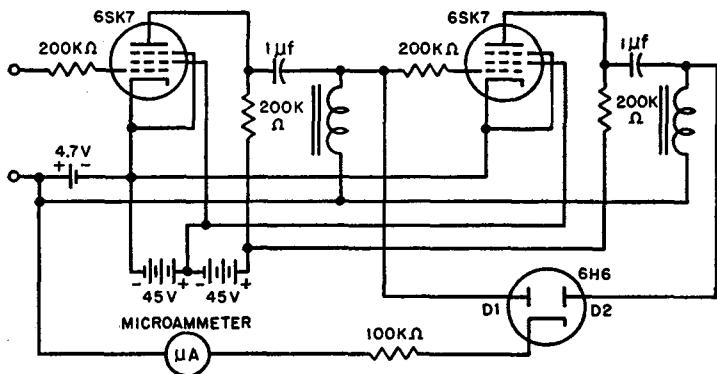 6SK7
6SK7
200KΩ
1μf
200KΩ
1μf
200K
Ω
200K
Ω
4.7V
+ -
- + - +
45V 45V
6H6
D1 D2
MICROAMMETER
100KΩ
μA